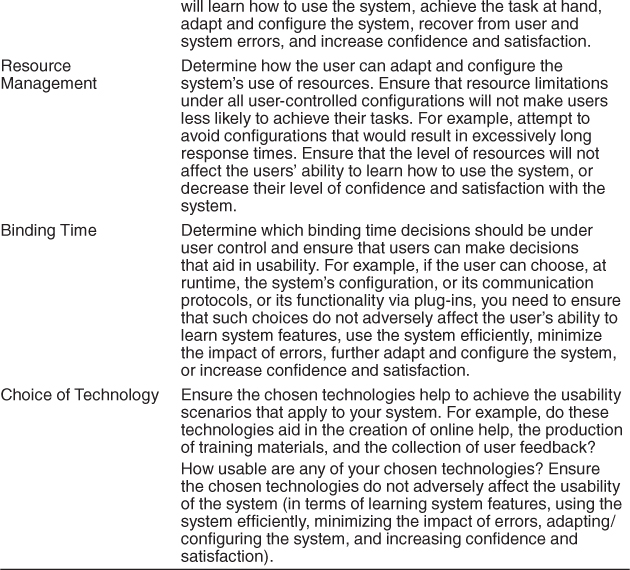 will learn how to use the system, achieve the task at hand,
adapt and configure the system, recover from user and
system errors, and increase confidence and satisfaction.
Resource
Management
Determine how the user can adapt and configure the
system's use of resources. Ensure that resource limitations
under all user-controlled configurations will not make users
less likely to achieve their tasks. For example, attempt to
avoid configurations that would result in excessively long
response times. Ensure that the level of resources will not
affect the users' ability to learn how to use the system, or
decrease their level of confidence and satisfaction with the
system.
Binding Time
Determine which binding time decisions should be under
user control and ensure that users can make decisions
that aid in usability. For example, if the user can choose, at
runtime, the system's configuration, or its communication
protocols, or its functionality via plug-ins, you need to ensure
that such choices do not adversely affect the user's ability to
learn system features, use the system efficiently, minimize
the impact of errors, further adapt and configure the system,
or increase confidence and satisfaction.
Choice of Technology
Ensure the chosen technologies help to achieve the usability
scenarios that apply to your system. For example, do these
technologies aid in the creation of online help, the production
of training materials, and the collection of user feedback?
How usable are any of your chosen technologies? Ensure
the chosen technologies do not adversely affect the usability
of the system (in terms of learning system features, using the
system efficiently, minimizing the impact of errors, adapting/
configuring the system, and increasing confidence and
satisfaction).